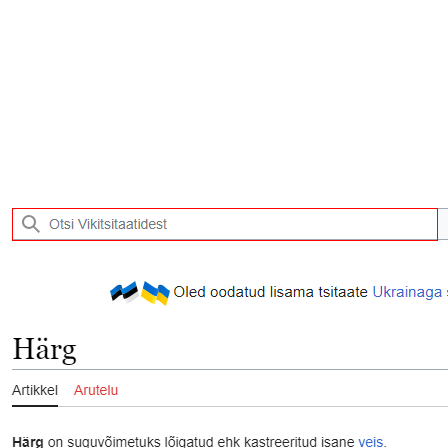 Otsi Vikitsitaatidest
Oled oodatud lisama tsitaate Ukrainaga
Härg
Artikkel Arutelu
Härg on suguvõimetuks lõigatud ehk kastreeritud isane veis.